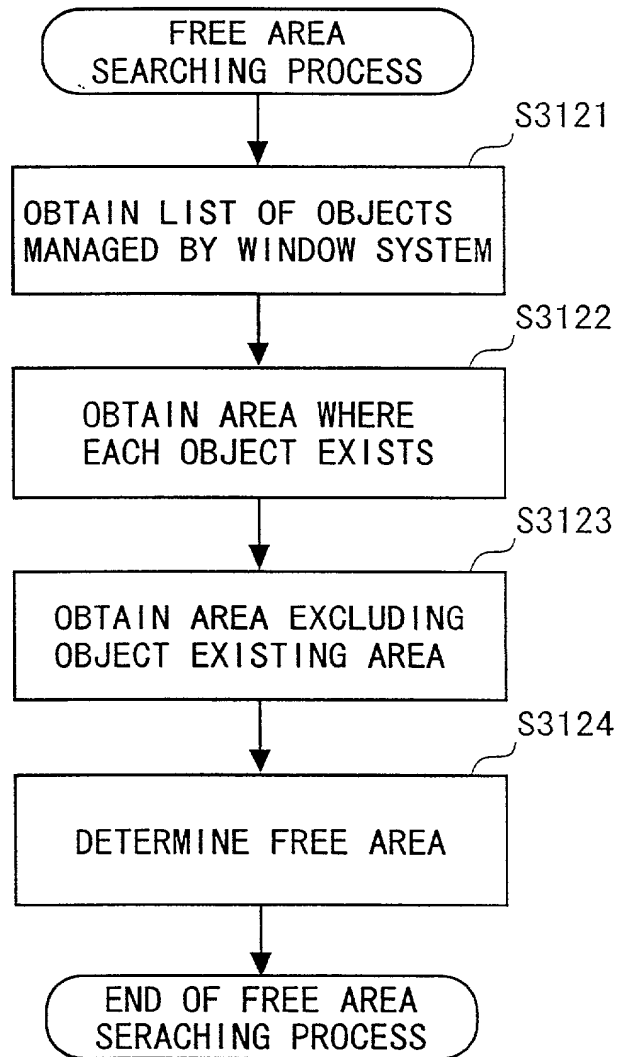 FREE AREA
SEARCHING PROCESS
S3121
OBTAIN LIST OF OBJECTS
MANAGED BY WINDOW SYSTEM
S3122
OBTAIN AREA WHERE
EACH OBJECT EXISTS
S3123
OBTAIN AREA EXCLUDING
OBJECT EXISTING AREA
S3124
DETERMINE FREE AREA
END OF FREE AREA
SERACHING PROCESS